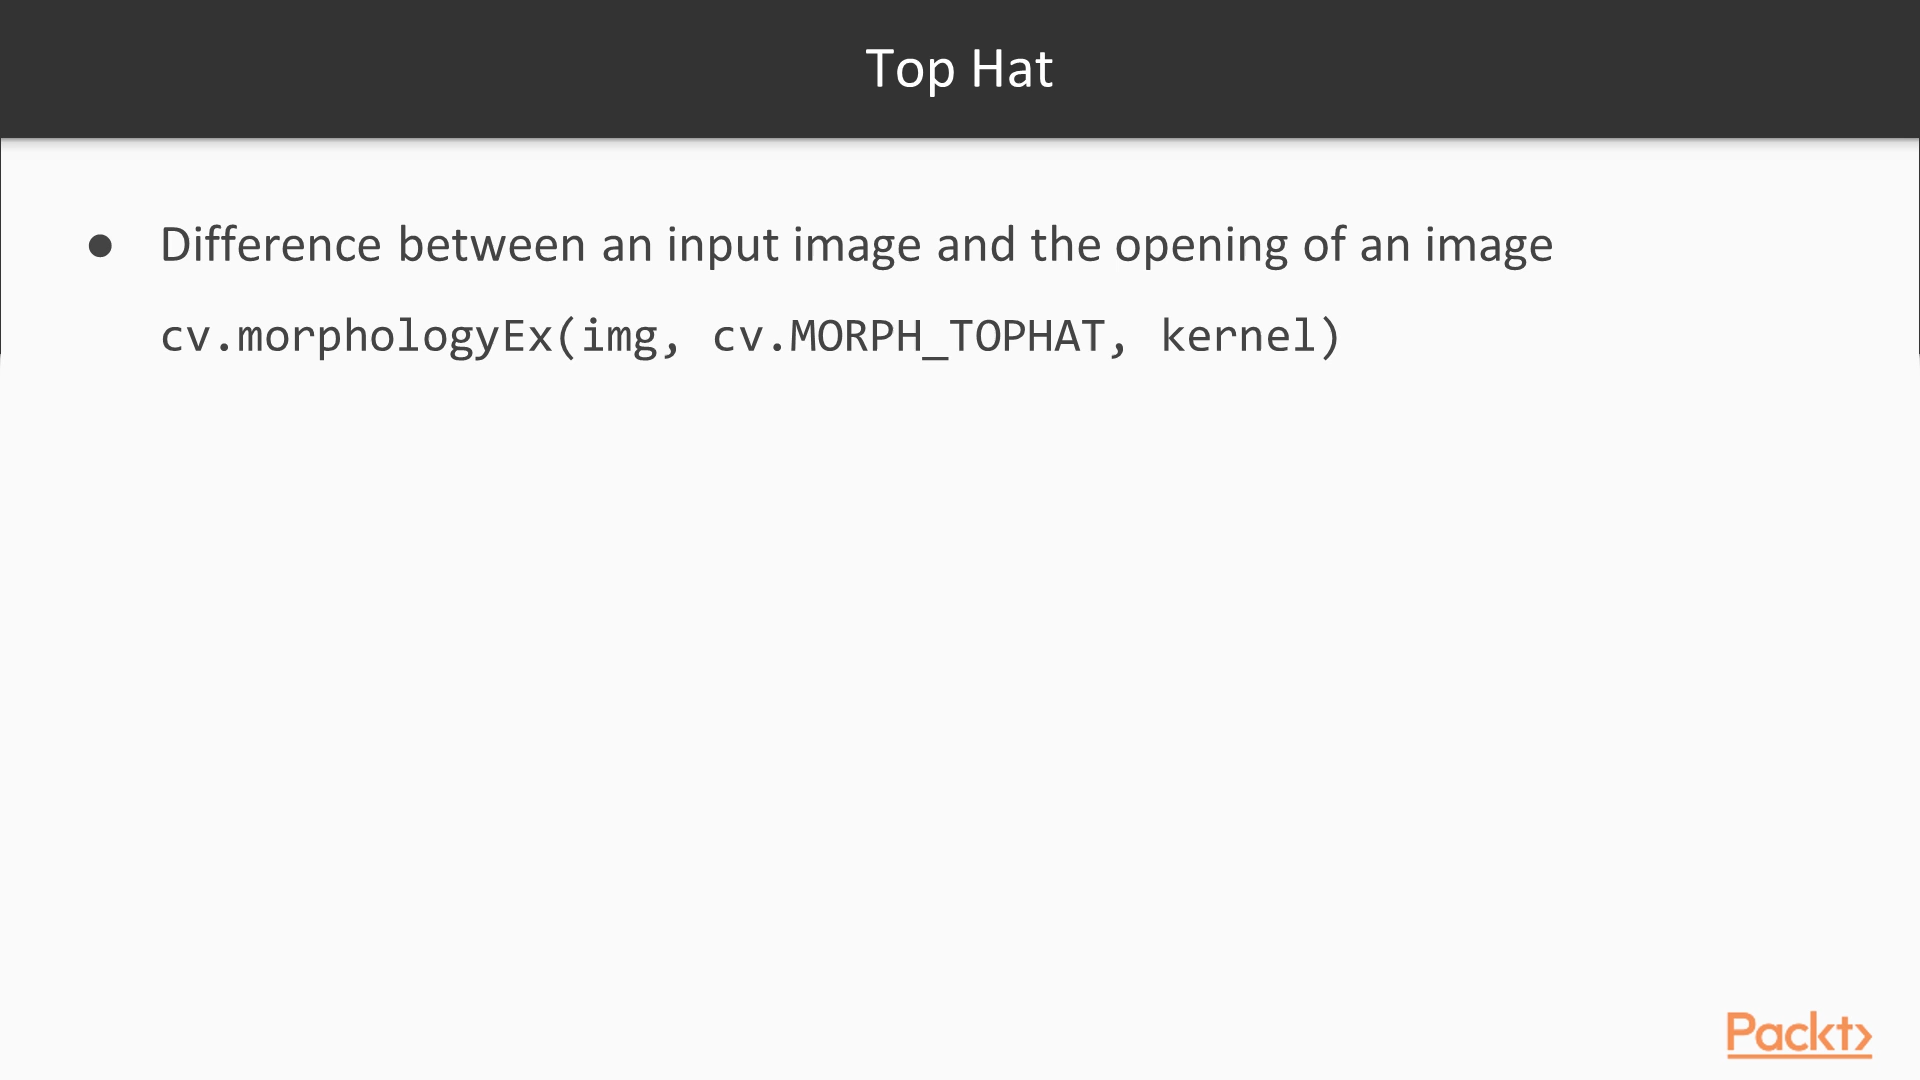 Top Hat
● Difference between an input image and the opening of an image
cv.morphologyEx(img, cv.MORPH_TOPHAT, kernel)
Packt>